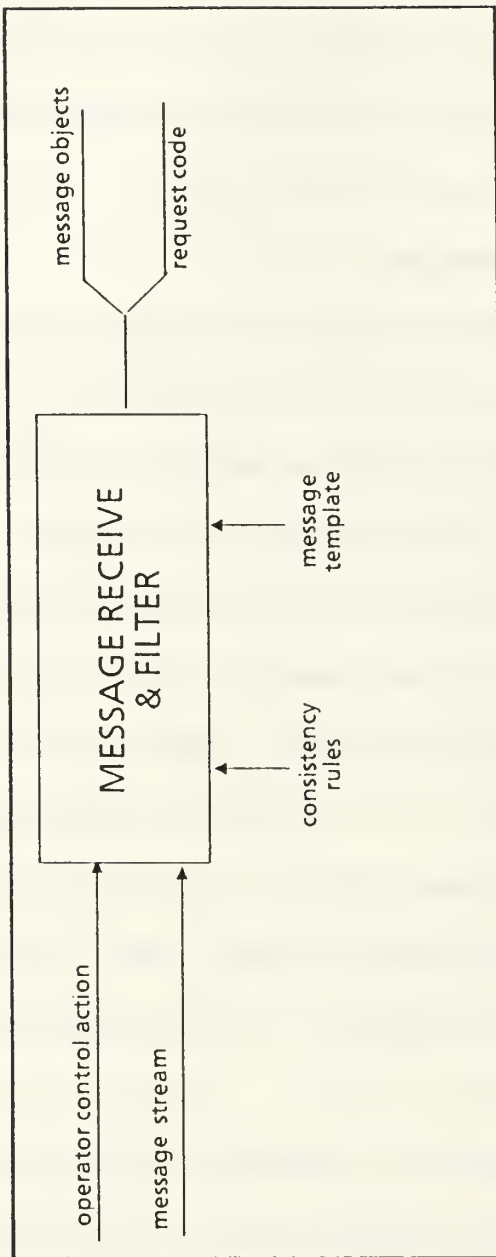 operator control action
message stream
MESSAGE RECEIVE
& FILTER
consistency
rules
message
template
message objects
request code